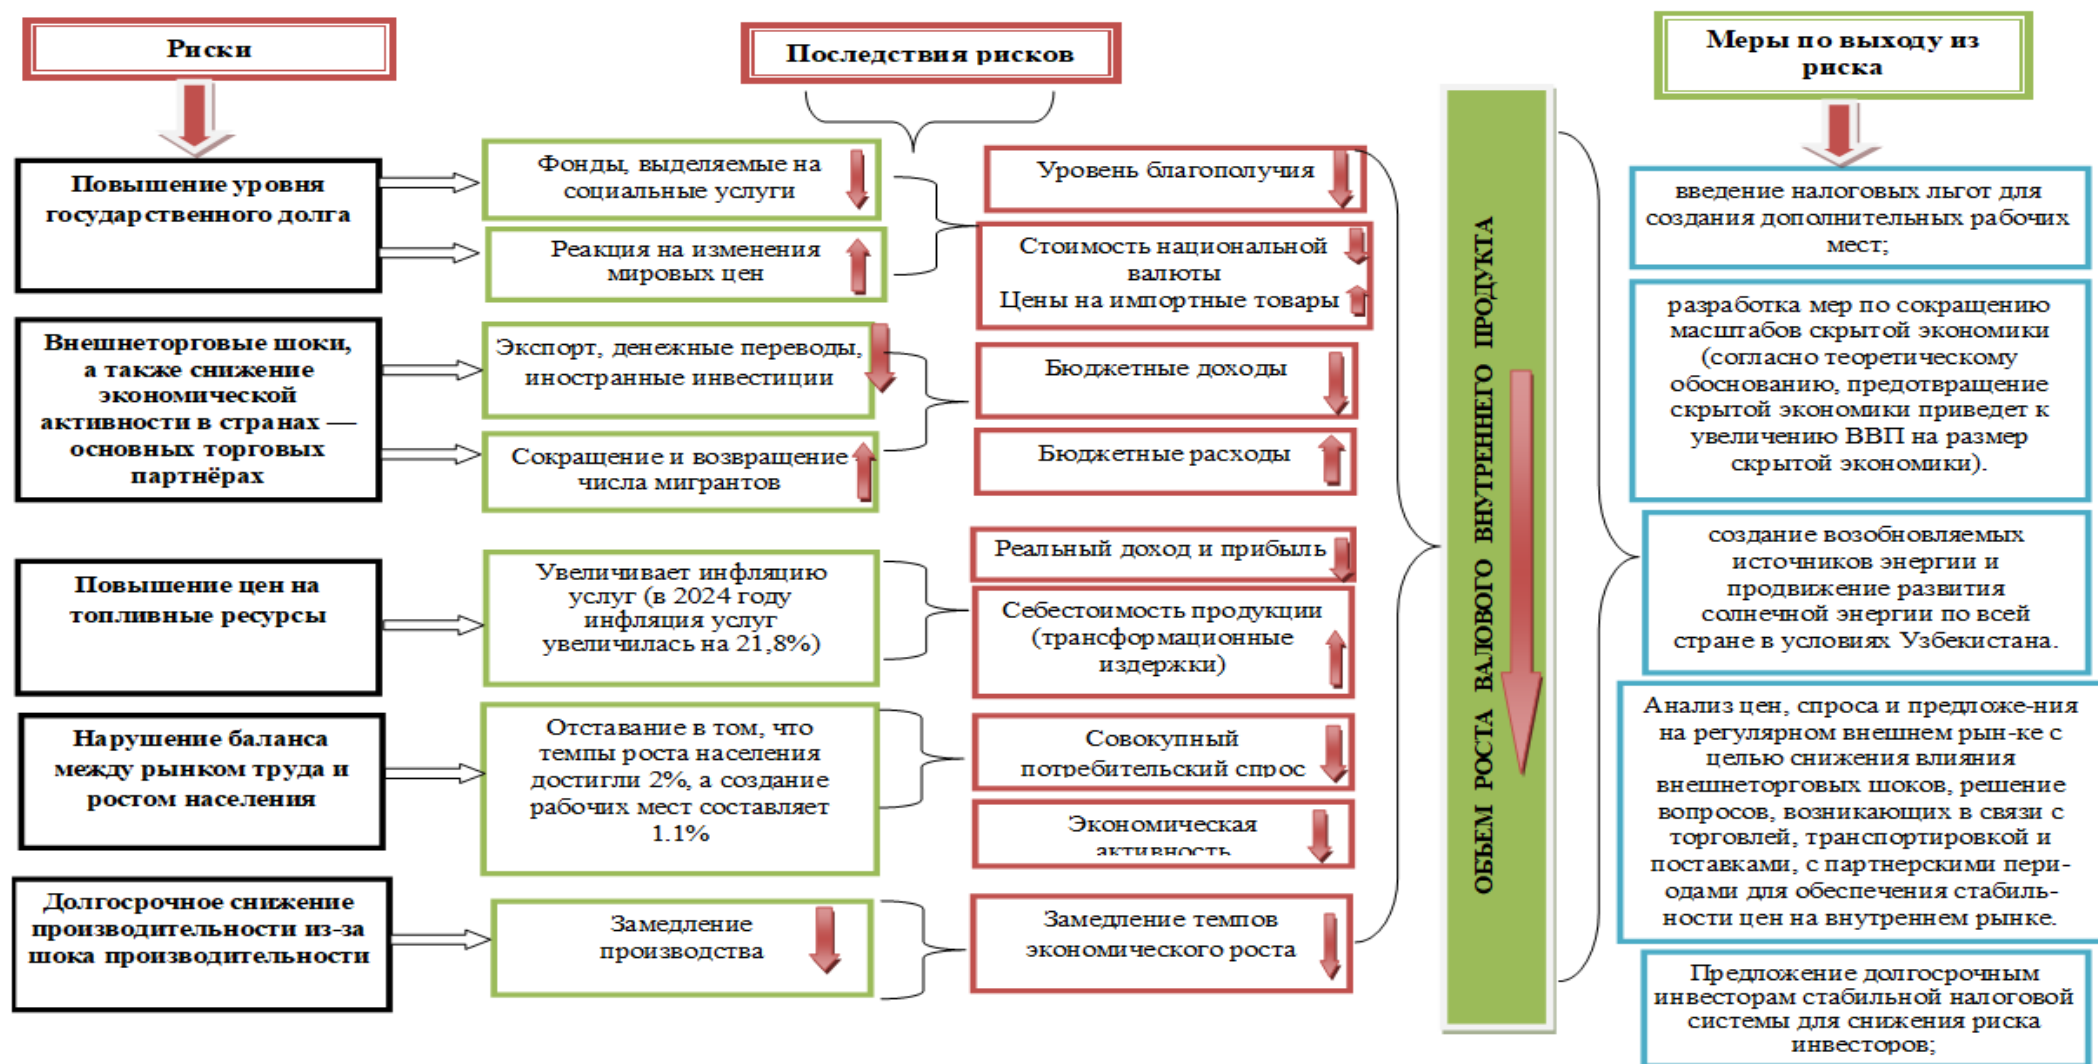 Риски
Последствия рисков
Меры по выходу из
риска
Повышение уровня
государственного долга
Фонды, выделяемые на
социальные услуги
Реакция на изменения
мировых цен
Уровень благополучия
Стоимость национальной
валюты
Цены на импортные товары
Внешнеторговые шоки,
а также снижение
экономической
активности в странах —
основных торговых
партнёрах
Экспорт, денежные переводы,
иностранные инвестиции
Сокращение и возвращение
числа мигрантов
Бюджетные доходы
Бюджетные расходы
Повышение цен на
топливные ресурсы
Увеличивает инфляцию
услуг (в 2024 году
инфляция услуг
увеличилась на 21,8%)
Реальный доход и прибыль
Себестоимость продукции
(трансформационные
издержки)
Нарушение баланса
между рынком труда и
ростом населения
Отставание в том, что
темпы роста населения
достигли 2%, а создание
рабочих мест составляет
1.1%
Совокупный
потребительский спрос
Экономическая
активность
Долгосрочное снижение
производительности из-за
шока производительности
Замедление
производства
Замедление темпов
экономического роста
ОБЪЕМ РОСТА ВАЛОВОГО ВНУТРЕННЕГО ПРОДУКТА
введение налоговых льгот для
создания дополнительных рабочих
мест;
разработка мер по сокращению
масштабов скрытой экономики
(согласно теоретическому
обоснованию, предотвращение
скрытой экономики приведет к
увеличению ВВП на размер
скрытой экономики).
создание возобновляемых
источников энергии и
продвижение развития
солнечной энергии по всей
стране в условиях Узбекистана.
Анализ цен, спроса и предложе-ния
на регулярном внешнем рын-ке с
целью снижения влияния
внешнеторговых шоков, решение
вопросов, возникающих в связи с
торговлей, транспортировкой и
поставками, с партнерскими пери-
одами для обеспечения стабиль-
ности цен на внутреннем рынке.
Предложение долгосрочным
инвесторам стабильной налоговой
системы для снижения риска
инвесторов;